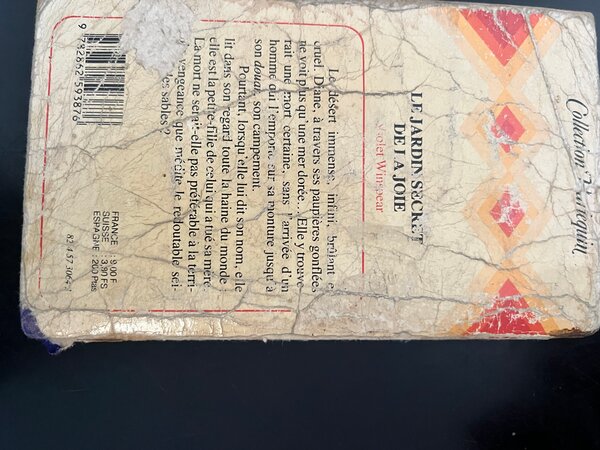 Collection Harlequin
LE JARDIN SECRET
DE LA JOIE
Violet Winspear
Le désert immense, infini, brûlant et
cruel, Diane, à travers ses paupières gonflées,
ne voit plus qu'une mer dorée... Elle y trouve-
rait une mort certaine, sans l'arrivée d'un
homme qui l'emporte sur sa monture jusqu'à
son douar, son campement.
Pourtant, lorsqu'elle lui dit son nom, elle
lit dans son regard toute la haine du monde :
elle est la petite-fille de celui qui a tué sa mère.
La mort ne serait-elle pas préférable à la terri-
vengeance que médite le redoutable sei-
des sables ?
FRANCE : 9,00 F
SUISSE : 3,90 FS
ESPAGNE : 200 Ptas
9 782862 593876